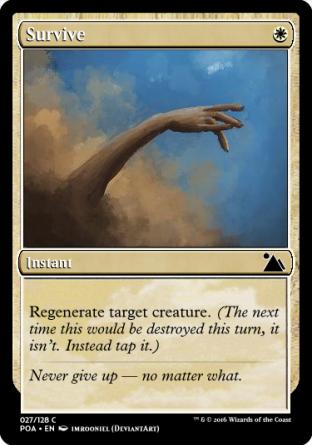 Survive
Instant
Regenerate target creature. (The next
time this would be destroyed this turn, it
isn't. Instead tap it.)
Never give up — no matter what.
027/128 C
POA • EN IMROONIEL (DEVIANTART)
™ & © 2016 Wizards of the Coast